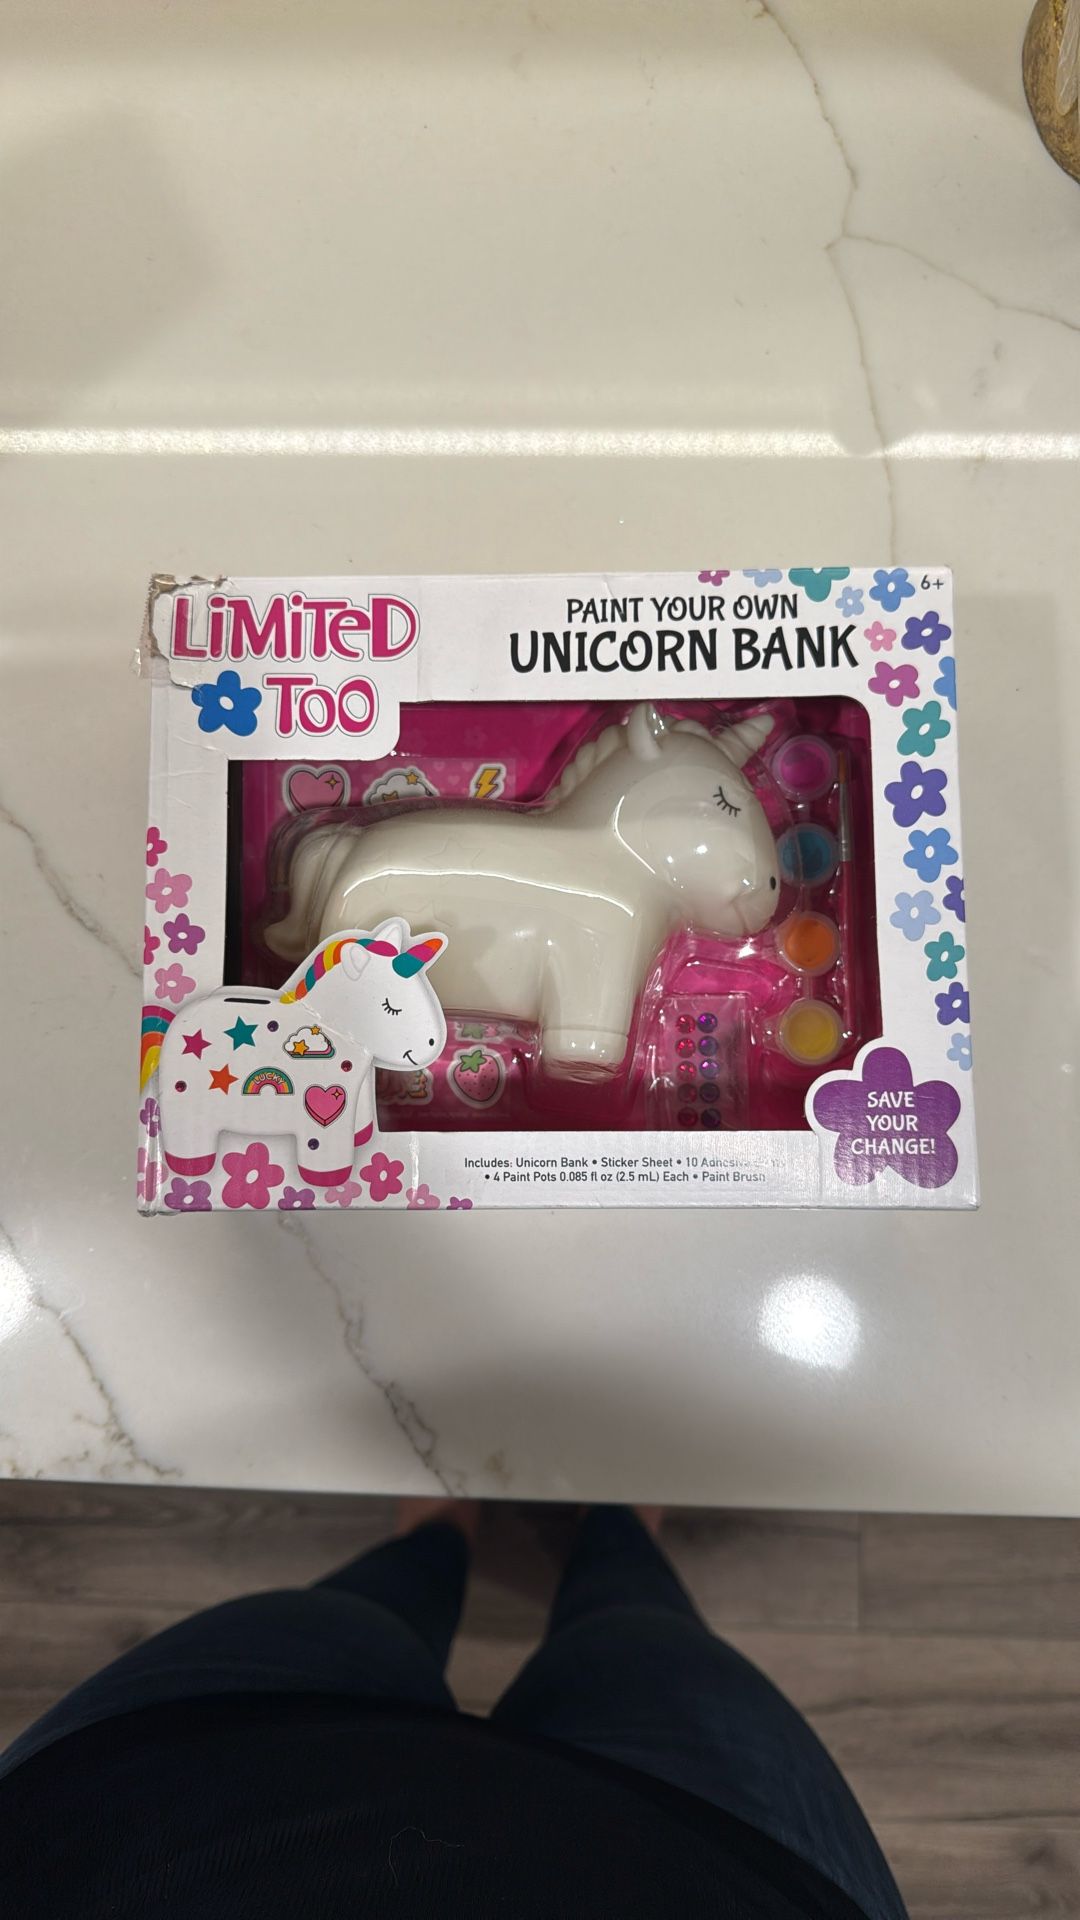 LiMiTeD
TOO
PAINT YOUR OWN
UNICORN BANK
6+
LUCKY
SAVE
YOUR
CHANGE!
Includes: Unicorn Bank • Sticker Sheet • 10 Adhesive
• 4 Paint Pots 0.085 fl oz (2.5 mL) Each • Paint Brush